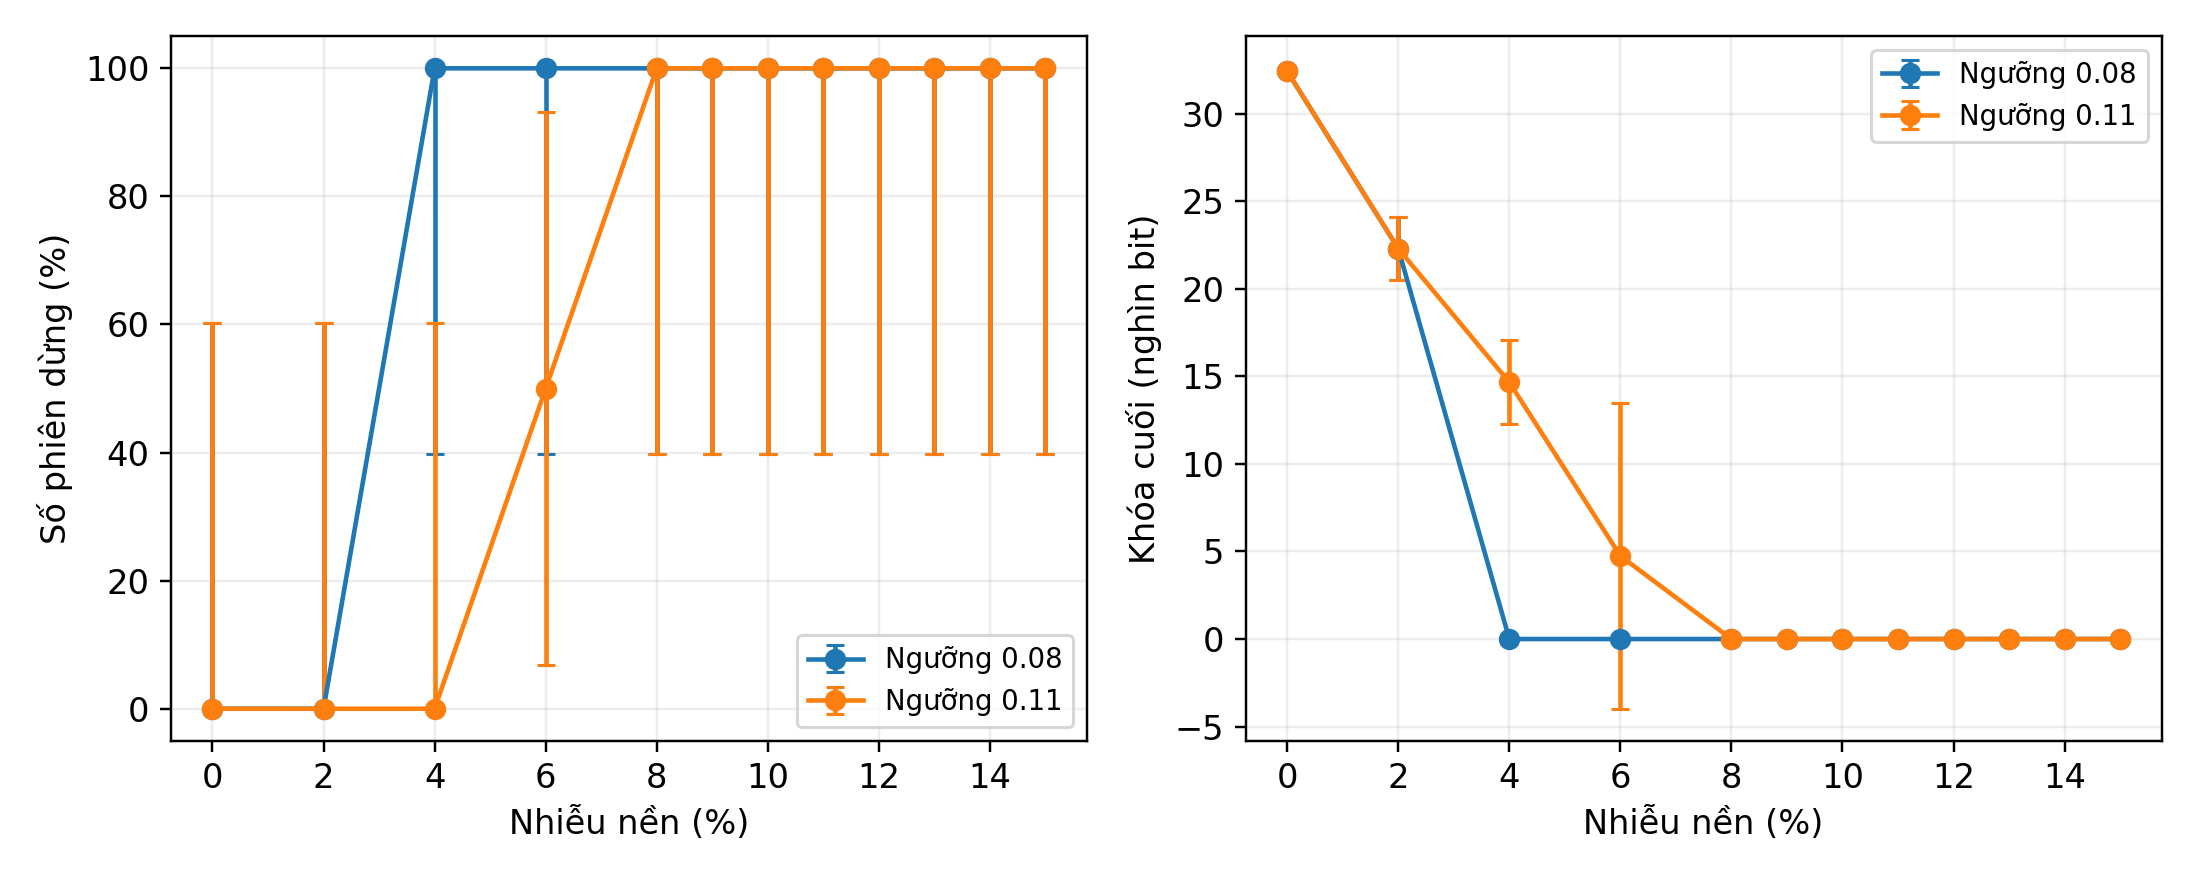 Số phiên dừng (%)
100
80
60
40
20
0
0 2 4 6 8 10 12 14
Nhiễu nền (%)
Ngưỡng 0.08
Ngưỡng 0.11
Khóa cuối (nghìn bit)
30
25
20
15
10
5
0
−5
0 2 4 6 8 10 12 14
Nhiễu nền (%)
Ngưỡng 0.08
Ngưỡng 0.11